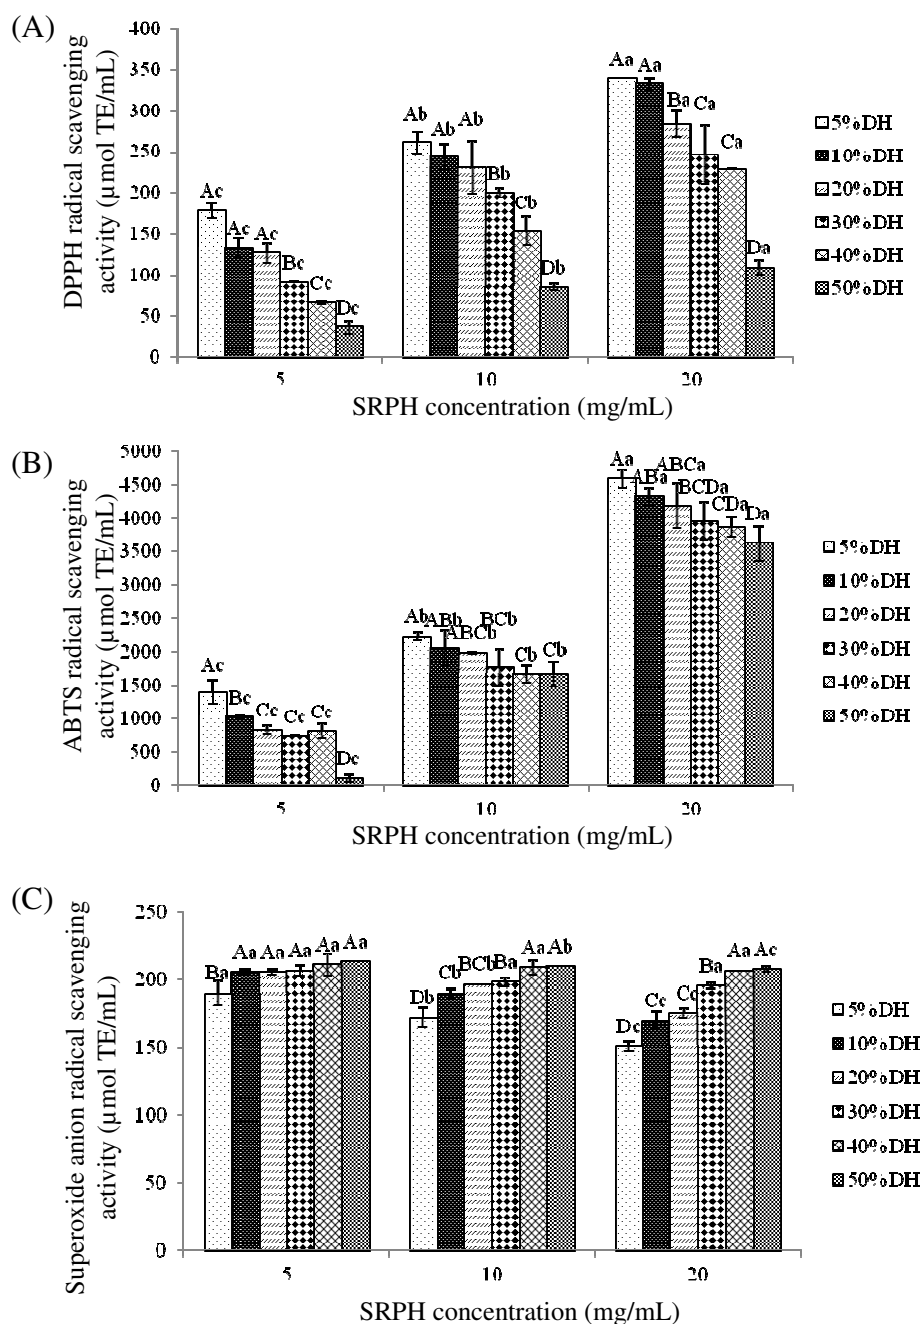 (A)
DPPH radical scavenging
activity (µmol TE/mL)
400
350
300
250
200
150
100
50
0
Ac
Ac
Ac
Bc
Cc
Dc
Ab
Ab
Ab
Bb
Cb
Db
Aa
Aa
Ba
Ca
Ca
Da
5
10
20
SRPH concentration (mg/mL)
5%DH
10%DH
20%DH
30%DH
40%DH
50%DH
(B)
ABTS radical scavenging
activity (µmol TE/mL)
5000
4500
4000
3500
3000
2500
2000
1500
1000
500
0
Ac
Bc
Cc
Cc
Cc
Dc
Ab
ABb
ABCb
BCb
Cb
Cb
Aa
ABa
ABCa
BCDa
CDa
Da
5
10
20
SRPH concentration (mg/mL)
5%DH
10%DH
20%DH
30%DH
40%DH
50%DH
(C)
Superoxide anion radical scavenging
activity (µmol TE/mL)
250
200
150
100
50
0
Ba
Aa
Aa
Aa
Aa
Aa
Db
Cb
BCb
Ba
Aa
Ab
Dc
Cc
Cc
Ba
Aa
Ac
5
10
20
SRPH concentration (mg/mL)
5%DH
10%DH
20%DH
30%DH
40%DH
50%DH